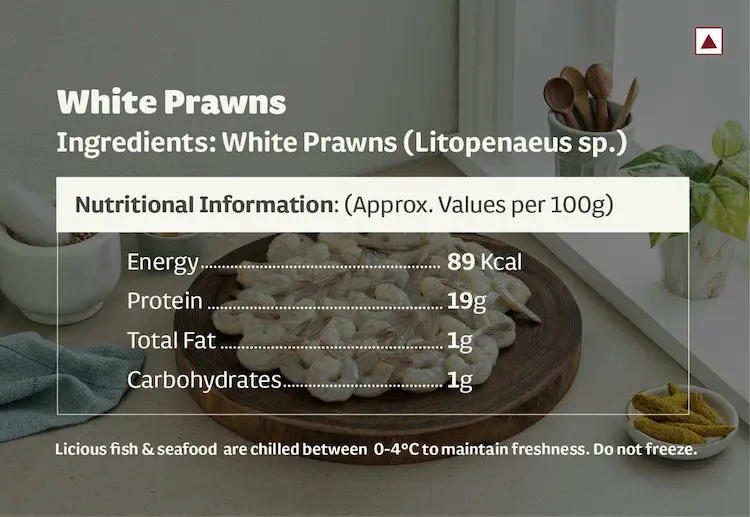 White Prawns
Ingredients: White Prawns (Litopenaeus sp.)
Nutritional Information: (Approx. Values per 100g)
Energy........................................................ 89 Kcal
Protein ....................................................... 19g
Total Fat .................................................... 1g
Carbohydrates...................................... 1g
Licious fish & seafood are chilled between 0-4°C to maintain freshness. Do not freeze.